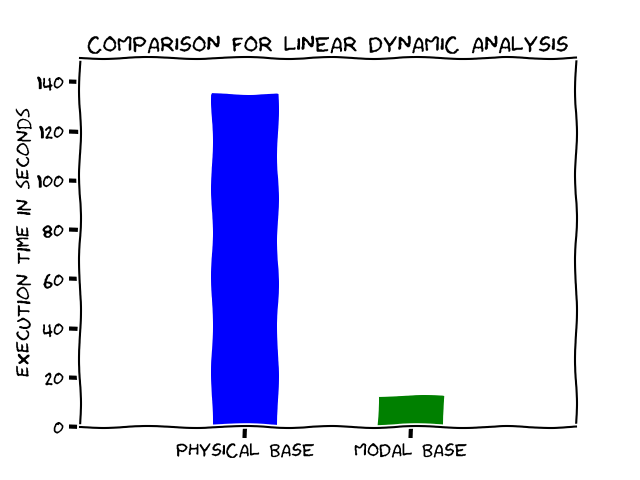 COMPARISON FOR LINEAR DYNAMIC ANALYSIS
EXECUTION TIME IN SECONDS
140
120
100
80
60
40
20
0
PHYSICAL BASE
MODAL BASE